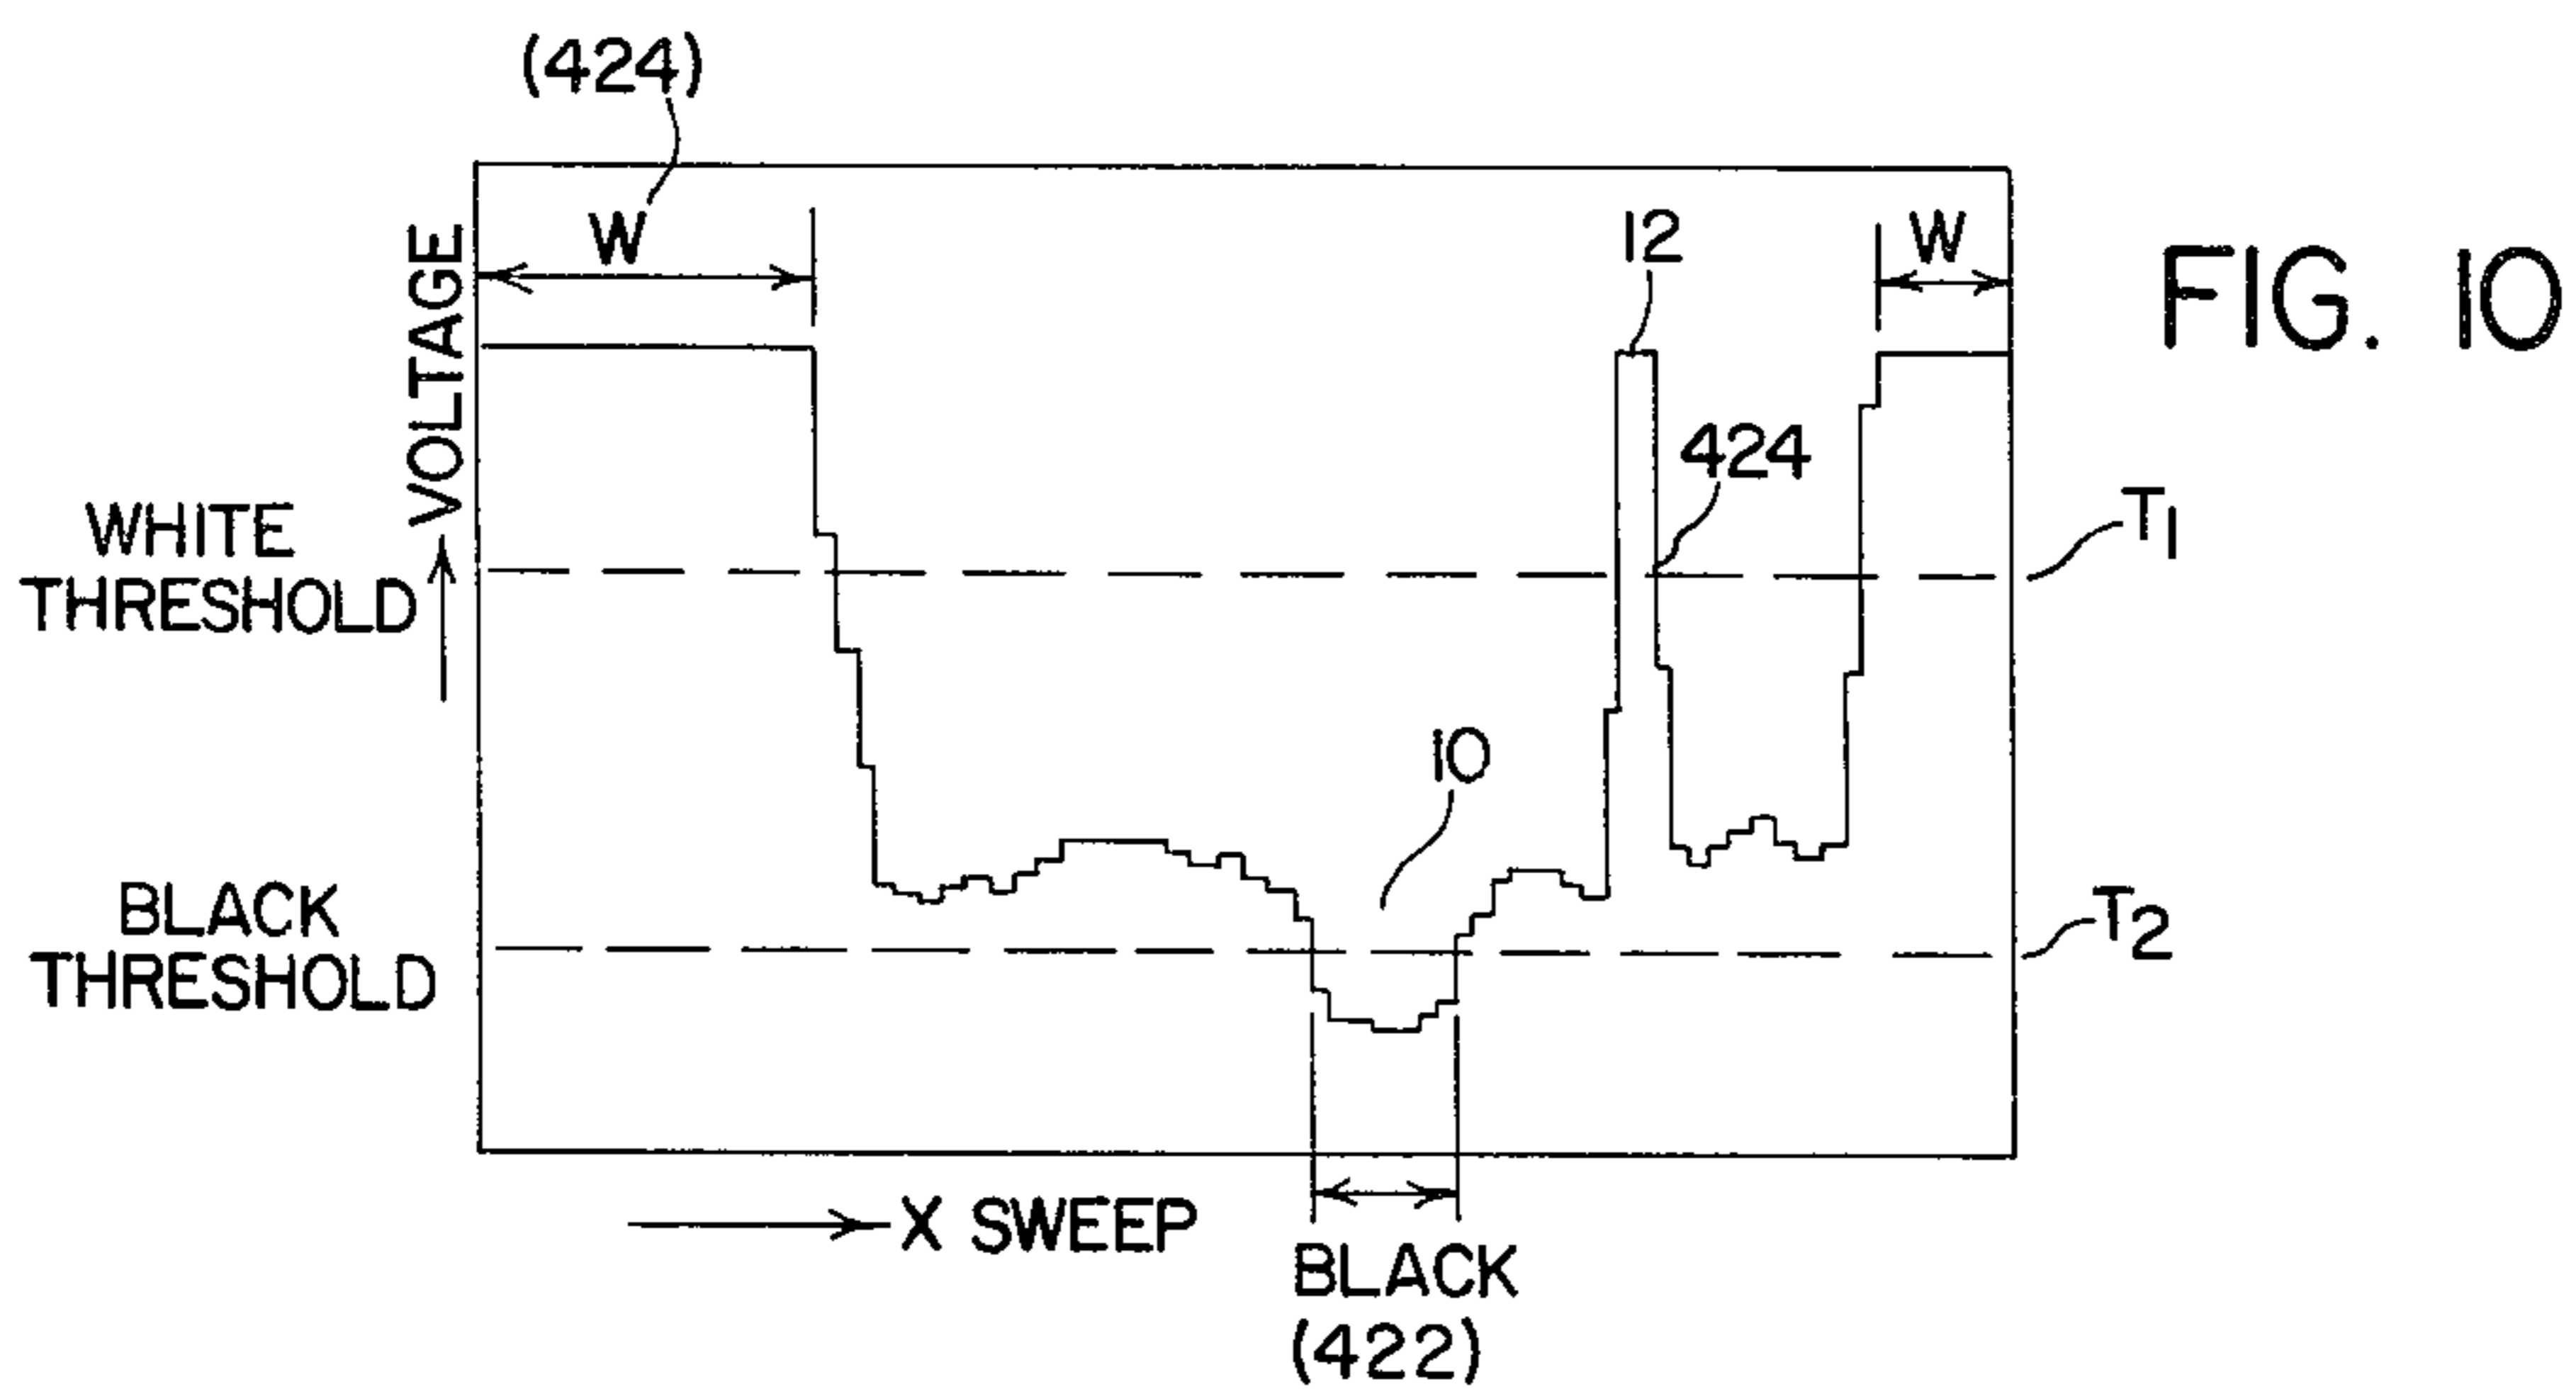 (424)
W
12
W
FIG. 10
VOLTAGE
424
WHITE
THRESHOLD
T1
10
BLACK
THRESHOLD
T2
X SWEEP
BLACK
(422)